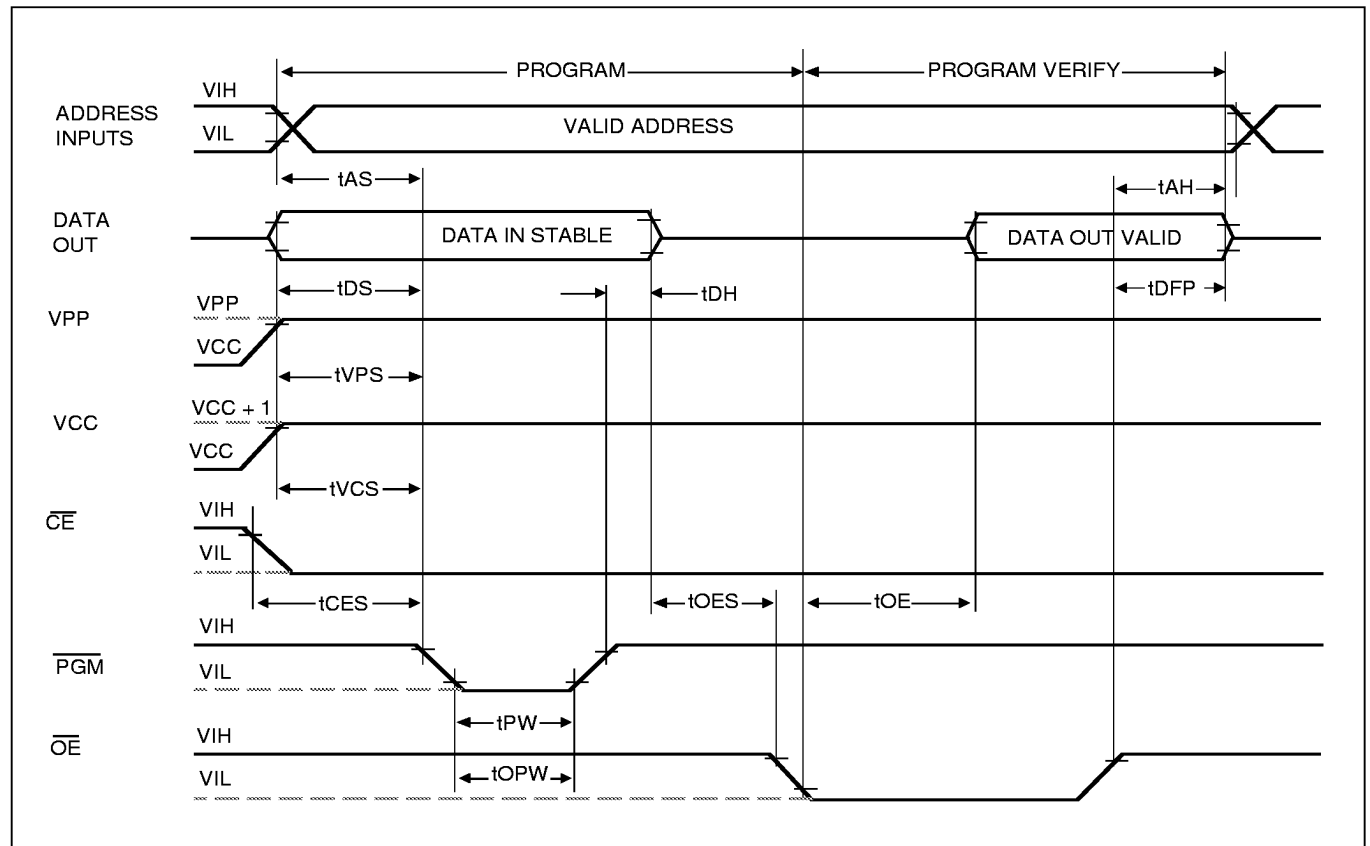 PROGRAM
PROGRAM VERIFY
ADDRESS
INPUTS
VIH
VIL
VALID ADDRESS
tAS
tAH
DATA
OUT
DATA IN STABLE
DATA OUT VALID
tDS
tDH
tDFP
VPP
VPP
VCC
tVPS
VCC
VCC + 1
VCC
tVCS
CE
VIH
VIL
tCES
tOES
tOE
PGM
VIH
VIL
tPW
OE
VIH
VIL
tOPW